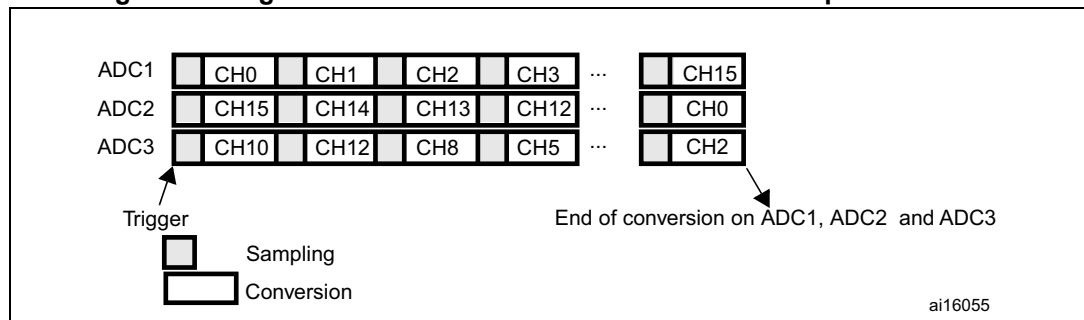 ADC1 CH0 CH1 CH2 CH3 ... CH15
ADC2 CH15 CH14 CH13 CH12 ... CH0
ADC3 CH10 CH12 CH8 CH5 ... CH2
Trigger
End of conversion on ADC1, ADC2 and ADC3
Sampling
Conversion
ai16055